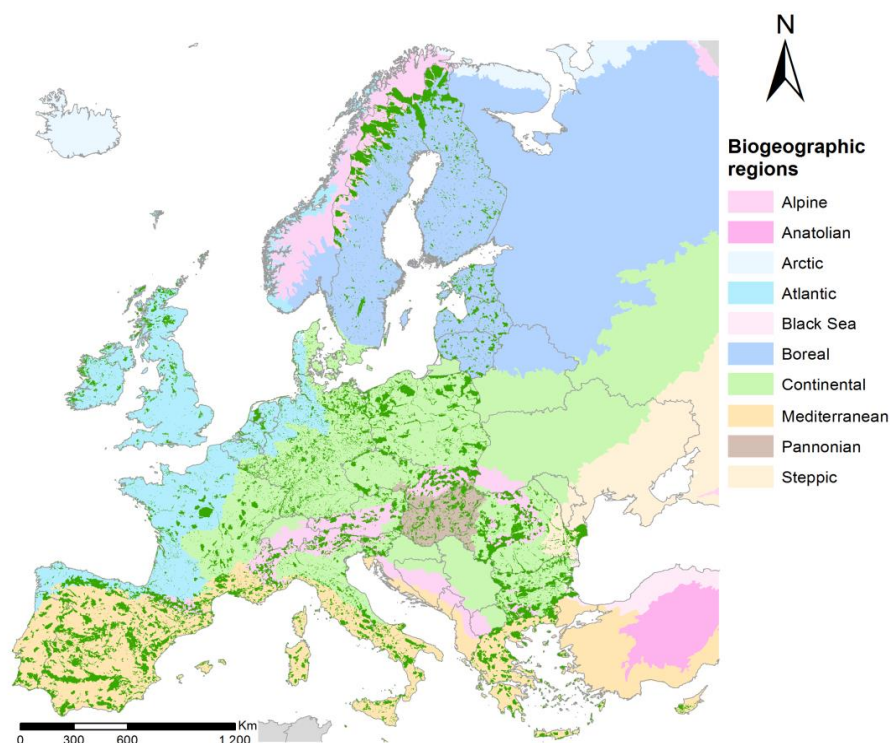 N
Biogeographic
regions
Alpine
Anatolian
Arctic
Atlantic
Black Sea
Boreal
Continental
Mediterranean
Pannonian
Steppic
Km
0 300 600 1,200